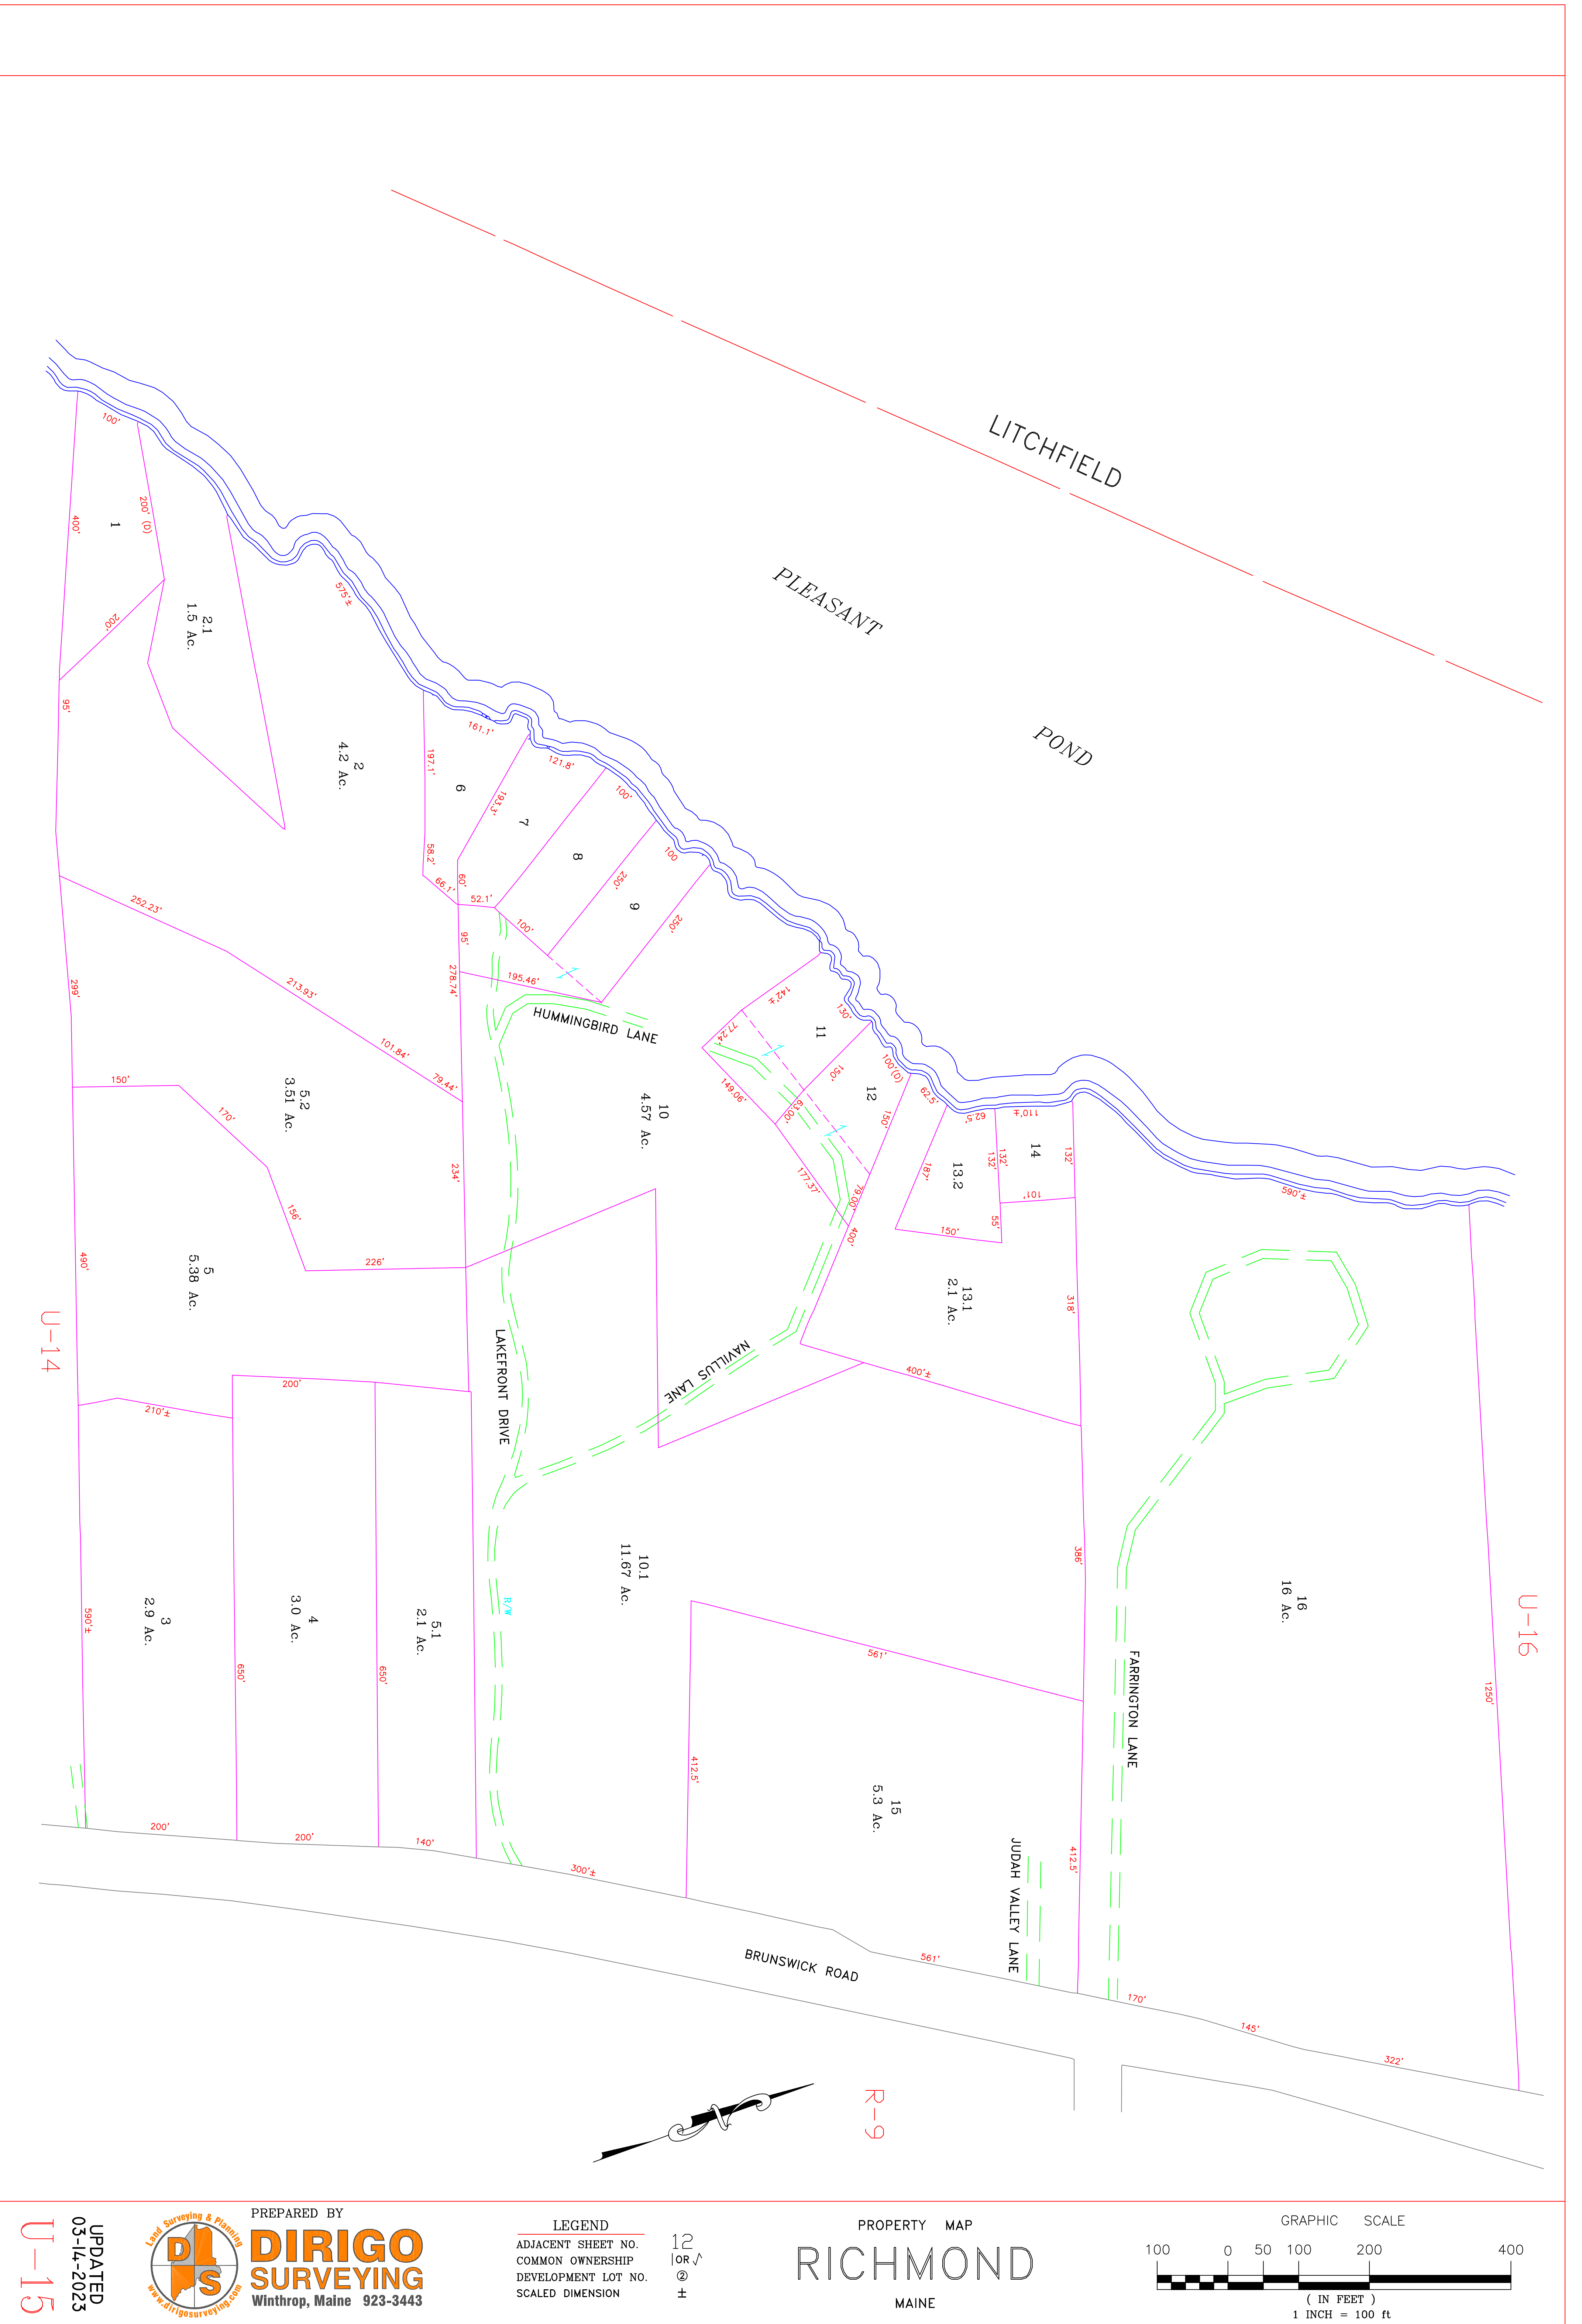 LITCHFIELD
PLEASANT
POND
100'
200' (D)
1
400'
200'
2.1
1.5 Ac.
575'±
95'
2
4.2 Ac.
161.1'
197.1'
6
193.3'
121.8'
7
100'
8
58.2'
66.1'
60'
52.1'
100
250'
9
250'
100'
95'
195.46'
278.74'
252.23'
213.93'
101.84'
79.44'
299'
HUMMINGBIRD LANE
142'±
130'
11
77.24'
150'
100'(D)
12
149.06'
63.00'
150'
177.37'
79.00'
400'
62.5'
62.5'
110'±
14
132'
132'
132'
101'
13.2
187'
55'
150'
590'±
10
4.57 Ac.
5.2
3.51 Ac.
150'
170'
156'
226'
234'
13.1
2.1 Ac.
318'
400'±
5
5.38 Ac.
490'
U-14
210'±
200'
LAKEFRONT DRIVE
NAVILLUS LANE
10.1
11.67 Ac.
R/W
386'
16
16 Ac.
U-16
1250'
FARRINGTON LANE
3
2.9 Ac.
590'±
4
3.0 Ac.
650'
650'
5.1
2.1 Ac.
561'
412.5'
15
5.3 Ac.
412.5'
JUDAH VALLEY LANE
200'
200'
140'
300'±
561'
170'
145'
322'
BRUNSWICK ROAD
N
R-9
U-15
UPDATED
03-14-2023
PREPARED BY
Land Surveying & Planning
D
S
www.dirigosurveying.com
DIRIGO
SURVEYING
Winthrop, Maine 923-3443
LEGEND
ADJACENT SHEET NO. 12
COMMON OWNERSHIP | OR √
DEVELOPMENT LOT NO. ②
SCALED DIMENSION ±
PROPERTY MAP
RICHMOND
MAINE
GRAPHIC SCALE
100 0 50 100 200 400
( IN FEET )
1 INCH = 100 ft